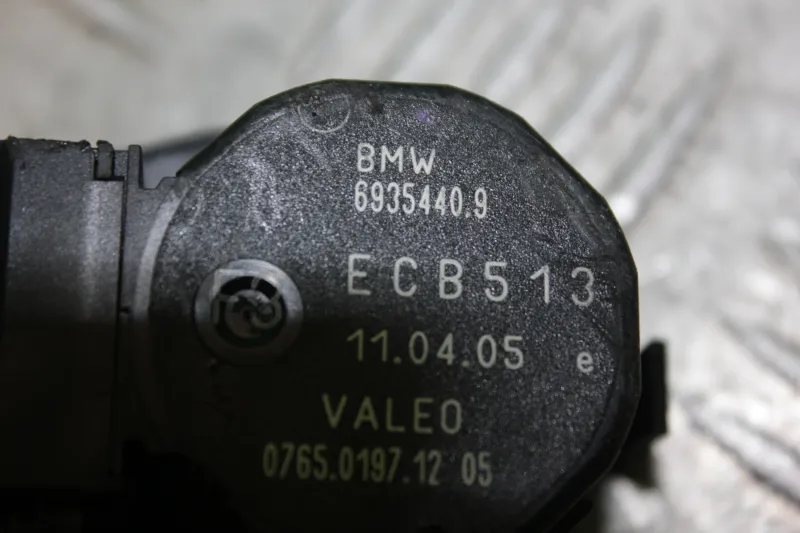 BMW
6935440.9
ECB513
11.04.05 e
VALEO
0765.0197.12 05